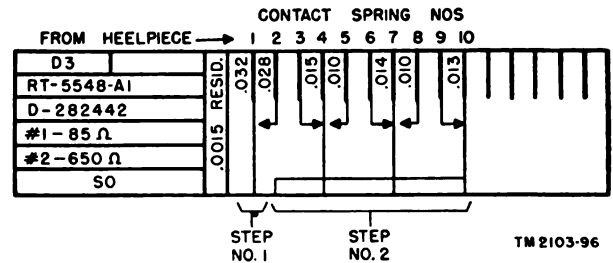 CONTACT SPRING NOS
FROM HEELPIECE → 1 2 3 4 5 6 7 8 9 10
D3
RT-5548-A1
D-282442
#1-85 Ω
#2-650 Ω
SO
.0015 RESID.
.032
.028
.015
.010
.014
.010
.013
STEP NO. 1
STEP NO. 2
TM 2103-96